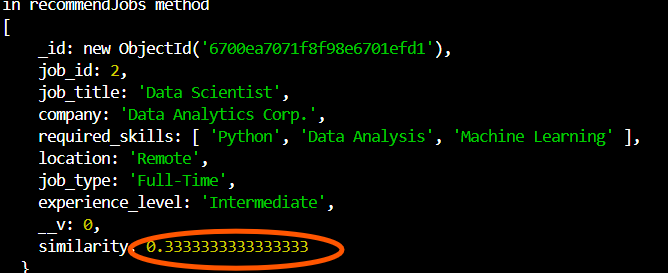 in recommendJobs method
[
_id: new ObjectId('6700ea7071f8f98e6701efd1'),
job_id: 2,
job_title: 'Data Scientist',
company: 'Data Analytics Corp.',
required_skills: [ 'Python', 'Data Analysis', 'Machine Learning' ],
location: 'Remote',
job_type: 'Full-Time',
experience_level: 'Intermediate',
__v: 0,
similarity: 0.3333333333333333
}